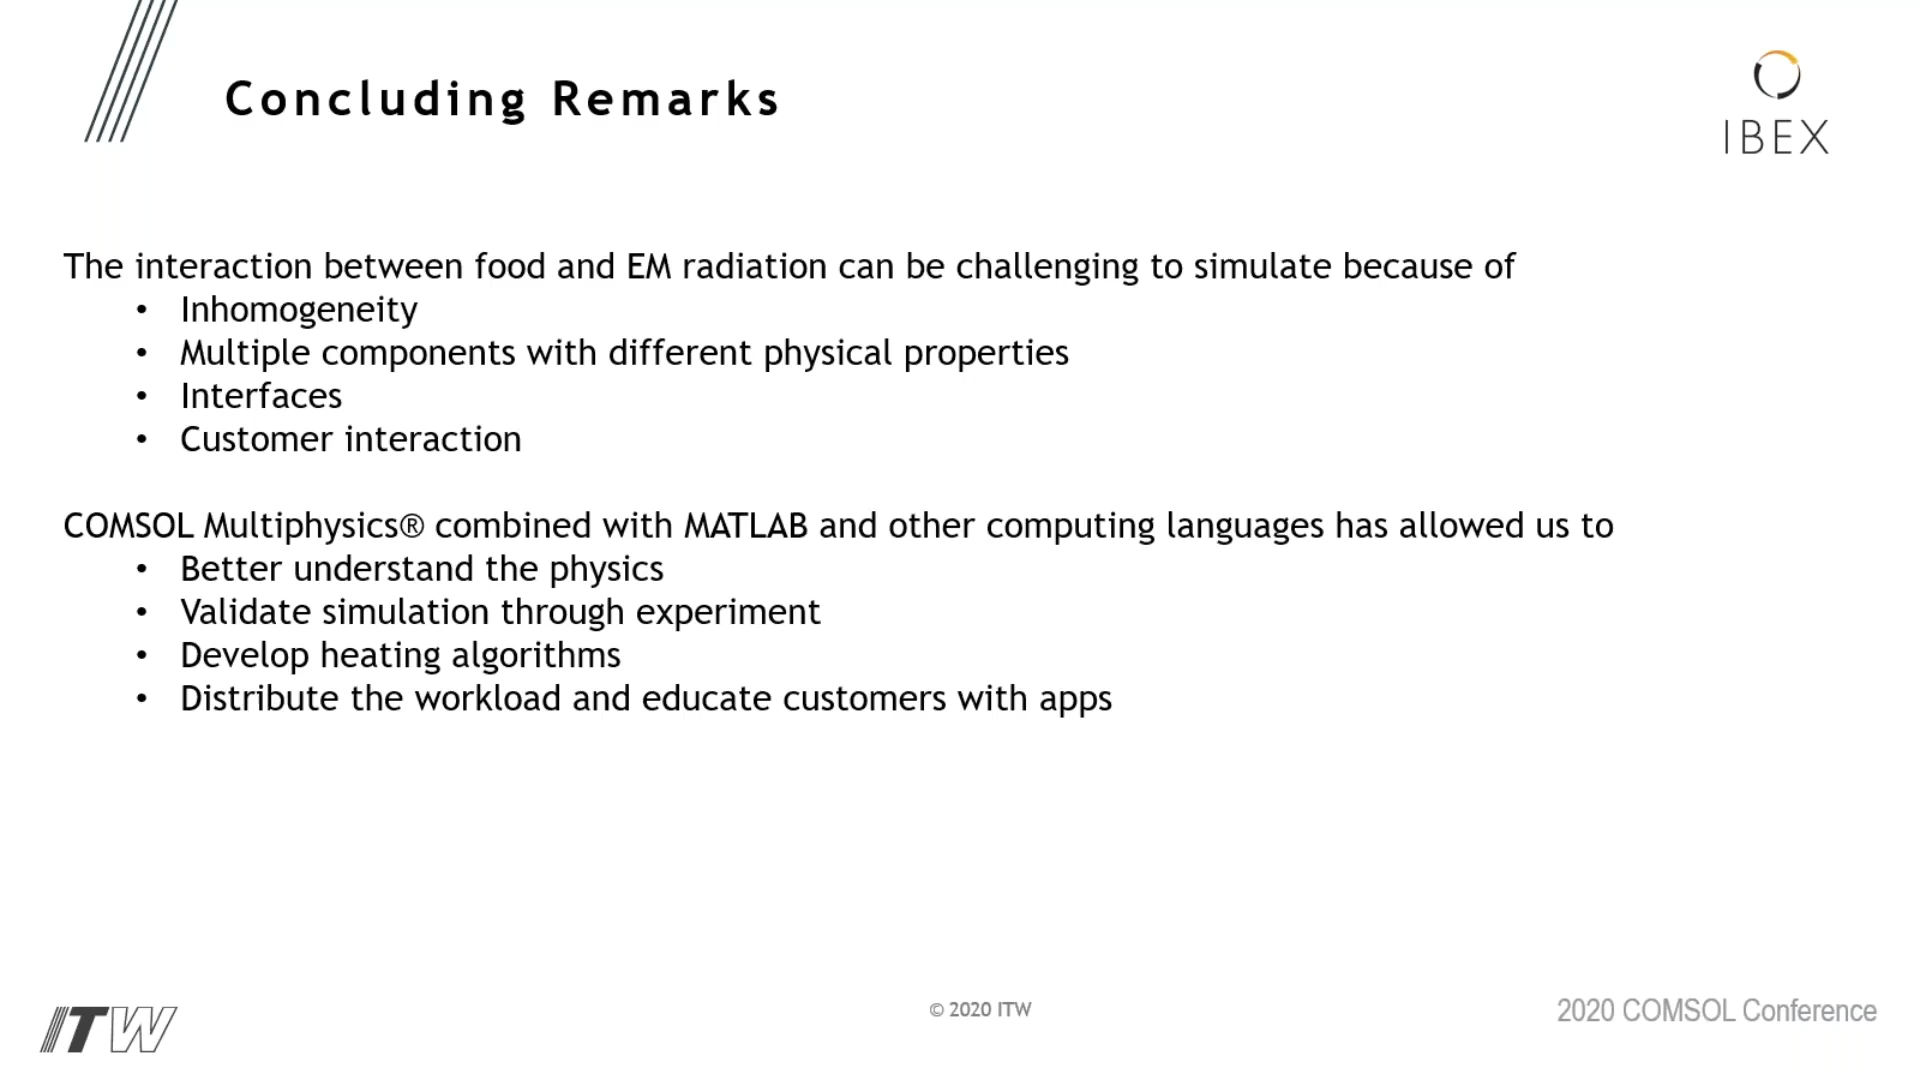 Concluding Remarks
IBEX
The interaction between food and EM radiation can be challenging to simulate because of
• Inhomogeneity
• Multiple components with different physical properties
• Interfaces
• Customer interaction
COMSOL Multiphysics® combined with MATLAB and other computing languages has allowed us to
• Better understand the physics
• Validate simulation through experiment
• Develop heating algorithms
• Distribute the workload and educate customers with apps
ITW
© 2020 ITW
2020 COMSOL Conference